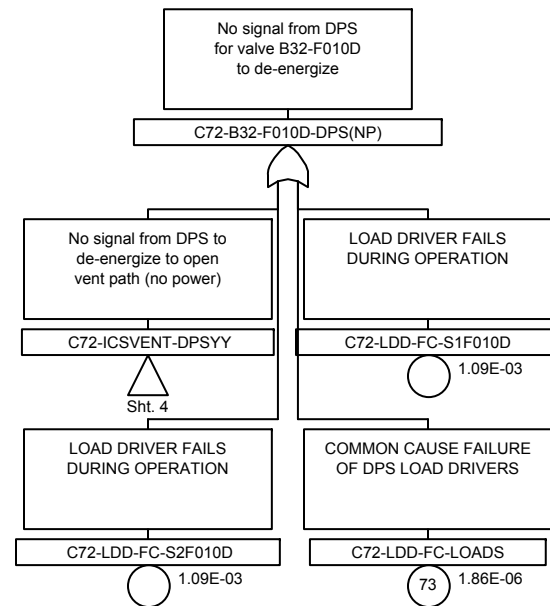 No signal from DPS
for valve B32-F010D
to de-energize
C72-B32-F010D-DPS(NP)
No signal from DPS to
de-energize to open
vent path (no power)
C72-ICSVENT-DPSYY
Sht. 4
LOAD DRIVER FAILS
DURING OPERATION
C72-LDD-FC-S1F010D
1.09E-03
LOAD DRIVER FAILS
DURING OPERATION
C72-LDD-FC-S2F010D
1.09E-03
COMMON CAUSE FAILURE
OF DPS LOAD DRIVERS
C72-LDD-FC-LOADS
73
1.86E-06